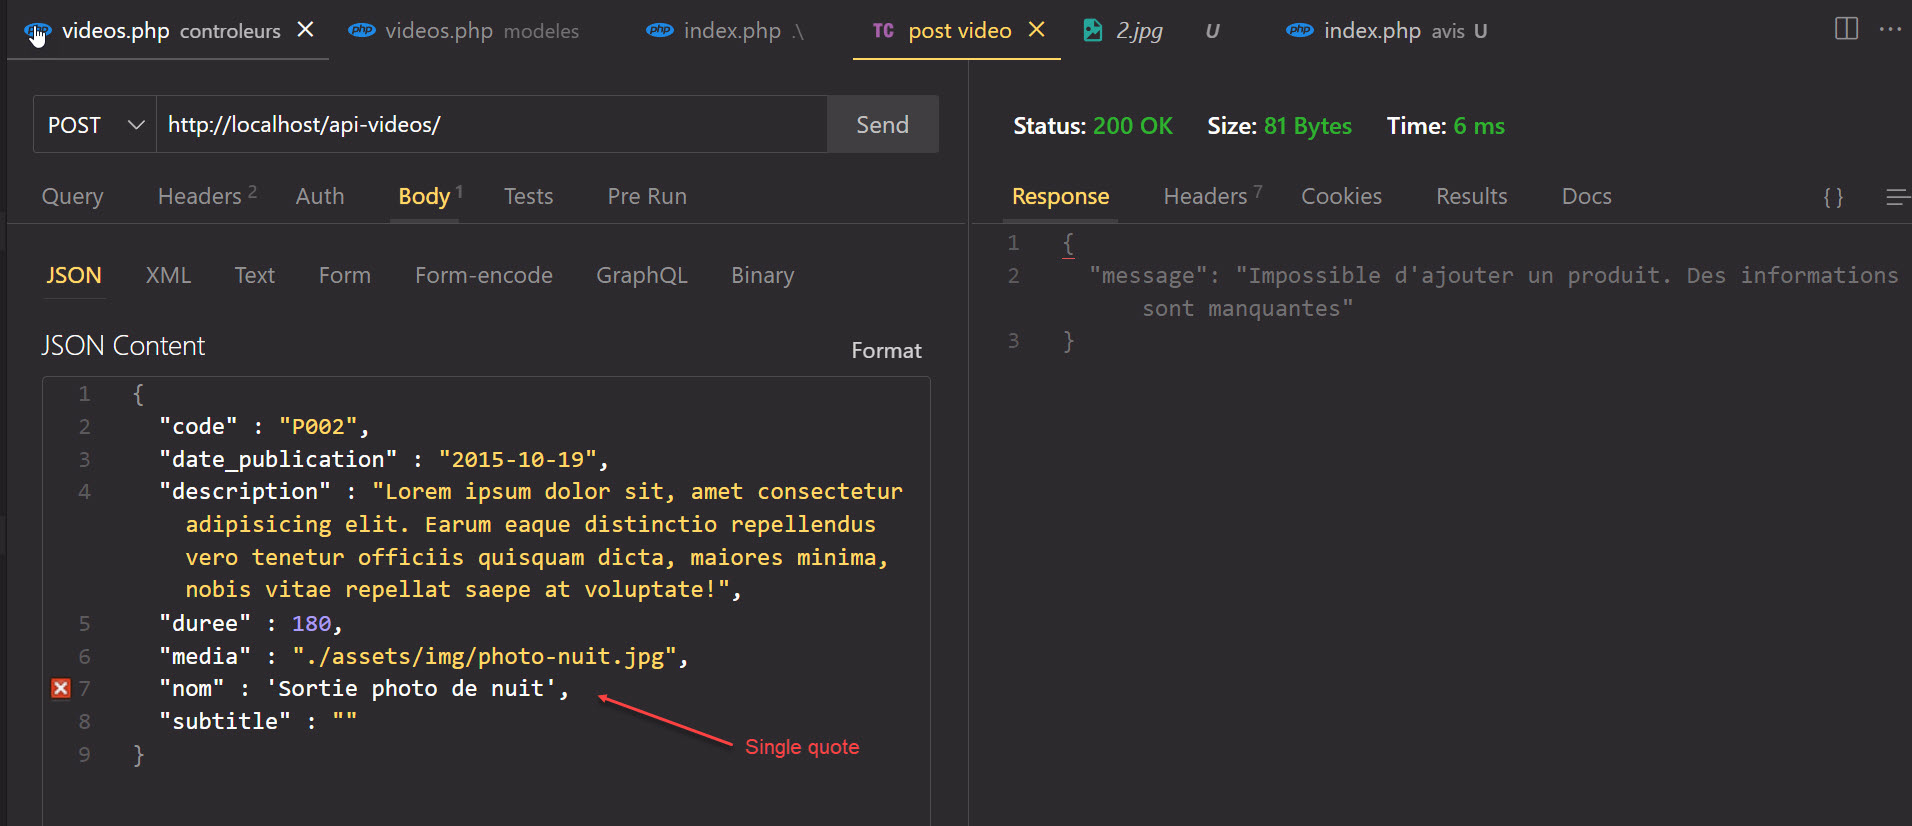 php videos.php controleurs × php videos.php modeles php index.php .\ TC post video × 2.jpg U php index.php avis U ...
POST http://localhost/api-videos/ Send
Status: 200 OK Size: 81 Bytes Time: 6 ms
Query Headers 2 Auth Body 1 Tests Pre Run
Response Headers 7 Cookies Results Docs { }
JSON XML Text Form Form-encode GraphQL Binary
JSON Content
Format
1 {
2 "code" : "P002",
3 "date_publication" : "2015-10-19",
4 "description" : "Lorem ipsum dolor sit, amet consectetur
adipisicing elit. Earum eaque distinctio repellendus
vero tenetur officiis quisquam dicta, maiores minima,
nobis vitae repellat saepe at voluptate!",
5 "duree" : 180,
6 "media" : "./assets/img/photo-nuit.jpg",
7 "nom" : 'Sortie photo de nuit',
8 "subtitle" : ""
9 }
Single quote
1 {
2 "message": "Impossible d'ajouter un produit. Des informations
sont manquantes"
3 }